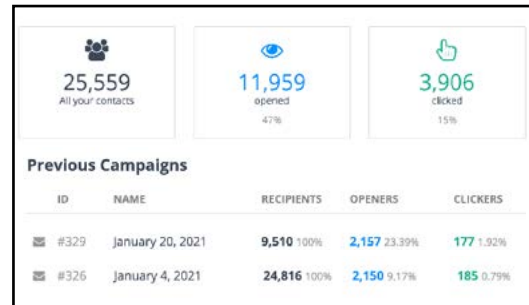 25,559
All your contacts
11,959
opened
47%
3,906
clicked
15%
Previous Campaigns
ID NAME RECIPIENTS OPENERS CLICKERS
#329 January 20, 2021 9,510 100% 2,157 23.39% 177 1.92%
#326 January 4, 2021 24,816 100% 2,150 9.17% 185 0.79%